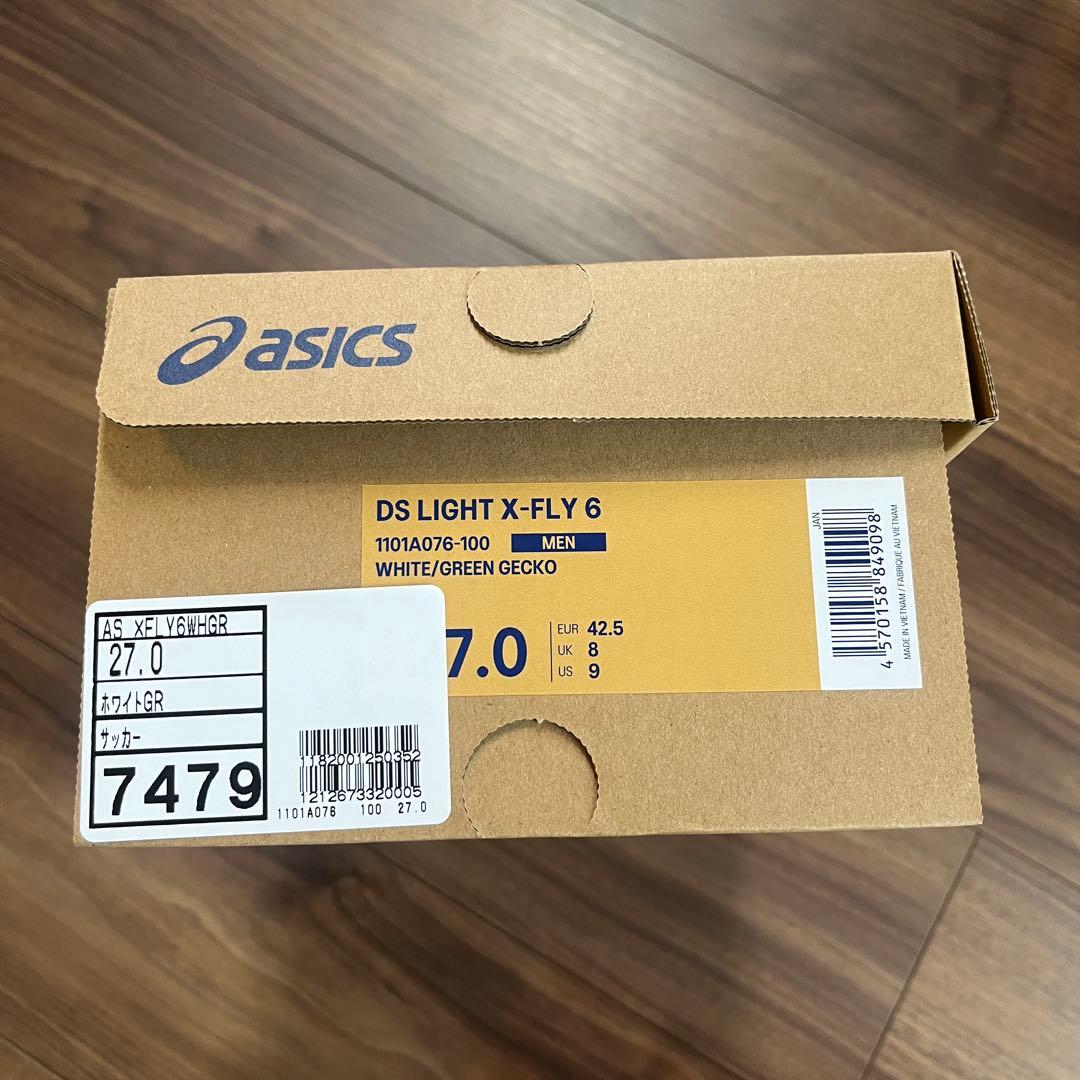 asics
DS LIGHT X-FLY 6
1101A076-100 MEN
WHITE/GREEN GECKO
7.0
EUR 42.5
UK 8
US 9
JAN
4 570158 849098
MADE IN VIETNAM / FABRIQUE AU VIETNAM
AS XFLY6WHGR
27.0
ホワイトGR
サッカー
7479
1182001250352
1212673320005
1101A076 100 27.0